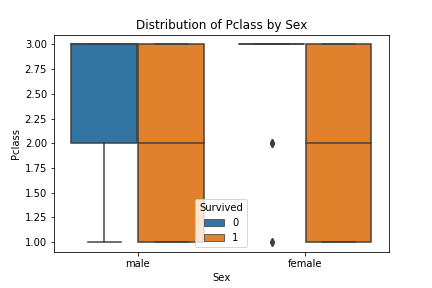 Distribution of Pclass by Sex
Pclass
3.00
2.75
2.50
2.25
2.00
1.75
1.50
1.25
1.00
Survived
0
1
male
female
Sex